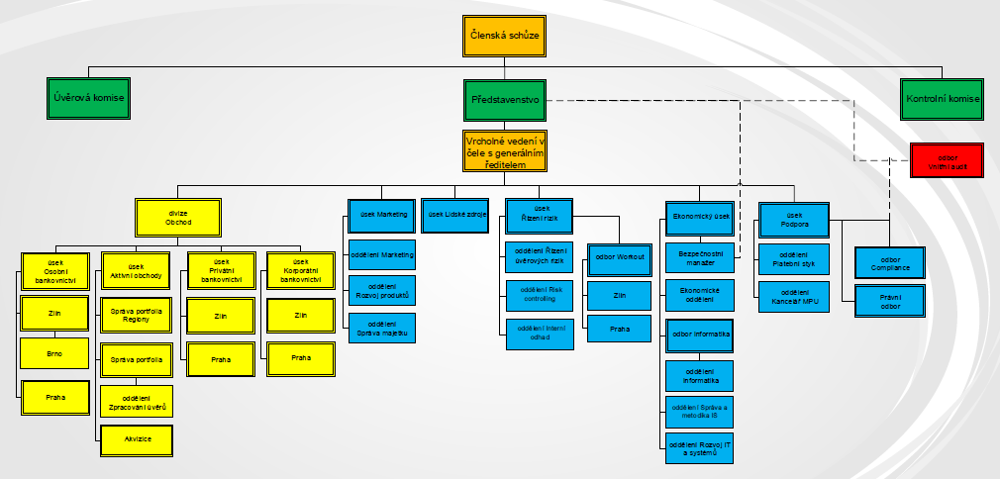 Členská schůze
Úvěrová komise
Představenstvo
Kontrolní komise
Vrcholné vedení v
čele s generálním
ředitelem
odbor
Vnitřní audit
divize
Obchod
úsek Marketing
úsek Lidské zdroje
úsek
Řízení rizik
Ekonomický úsek
úsek
Podpora
úsek
Osobní
bankovnictví
úsek
Aktivní obchody
úsek
Privátní
bankovnictví
úsek
Korporátní
bankovnictví
oddělení Marketing
oddělení Řízení
úvěrových rizik
odbor Workout
Bezpečnostní
manažer
oddělení
Platební styk
odbor
Compliance
Zlín
Správa portfolia
Regiony
Zlín
Zlín
oddělení
Rozvoj produktů
oddělení Risk
controlling
Zlín
Ekonomické
oddělení
oddělení
Kancelář MPU
Právní
odbor
Brno
Správa portfolia
Praha
Praha
oddělení
Správa majetku
oddělení Interní
odhad
Praha
odbor Informatika
Praha
oddělení
Zpracování úvěrů
oddělení
Informatika
Akvizice
oddělení Správa a
metodika IS
oddělení Rozvoj IT
a systémů